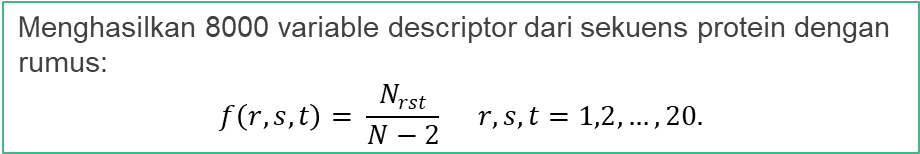 Menghasilkan 8000 variable descriptor dari sekuens protein dengan
rumus:
f(r, s, t) = N_rst / (N − 2)   r, s, t = 1,2, … , 20.